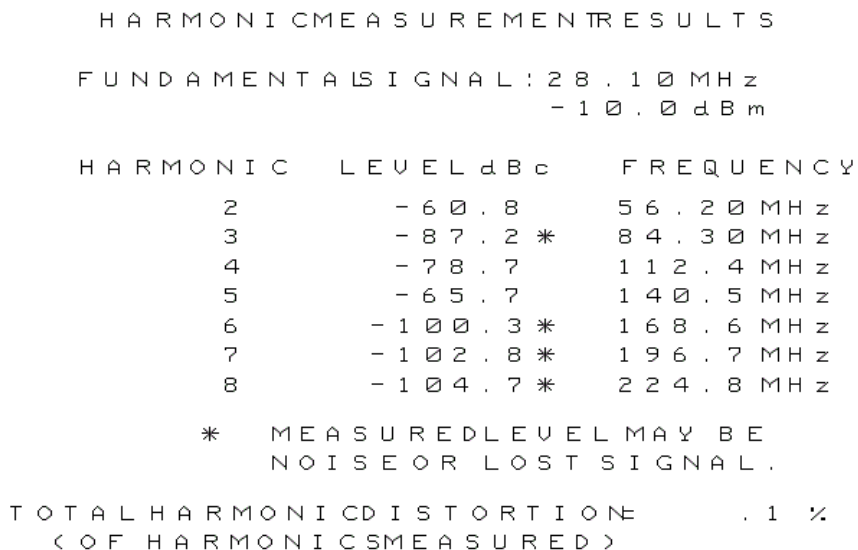 HARMONIC MEASUREMENT RESULTS
FUNDAMENTAL SIGNAL: 28.10 MHz
-10.0 dBm
HARMONIC LEVEL dBc FREQUENCY
2 -60.8 56.20 MHz
3 -87.2 * 84.30 MHz
4 -78.7 112.4 MHz
5 -65.7 140.5 MHz
6 -100.3 * 168.6 MHz
7 -102.8 * 196.7 MHz
8 -104.7 * 224.8 MHz
* MEASURED LEVEL MAY BE
NOISE OR LOST SIGNAL.
TOTAL HARMONIC DISTORTION = .1 %
(OF HARMONICS MEASURED)